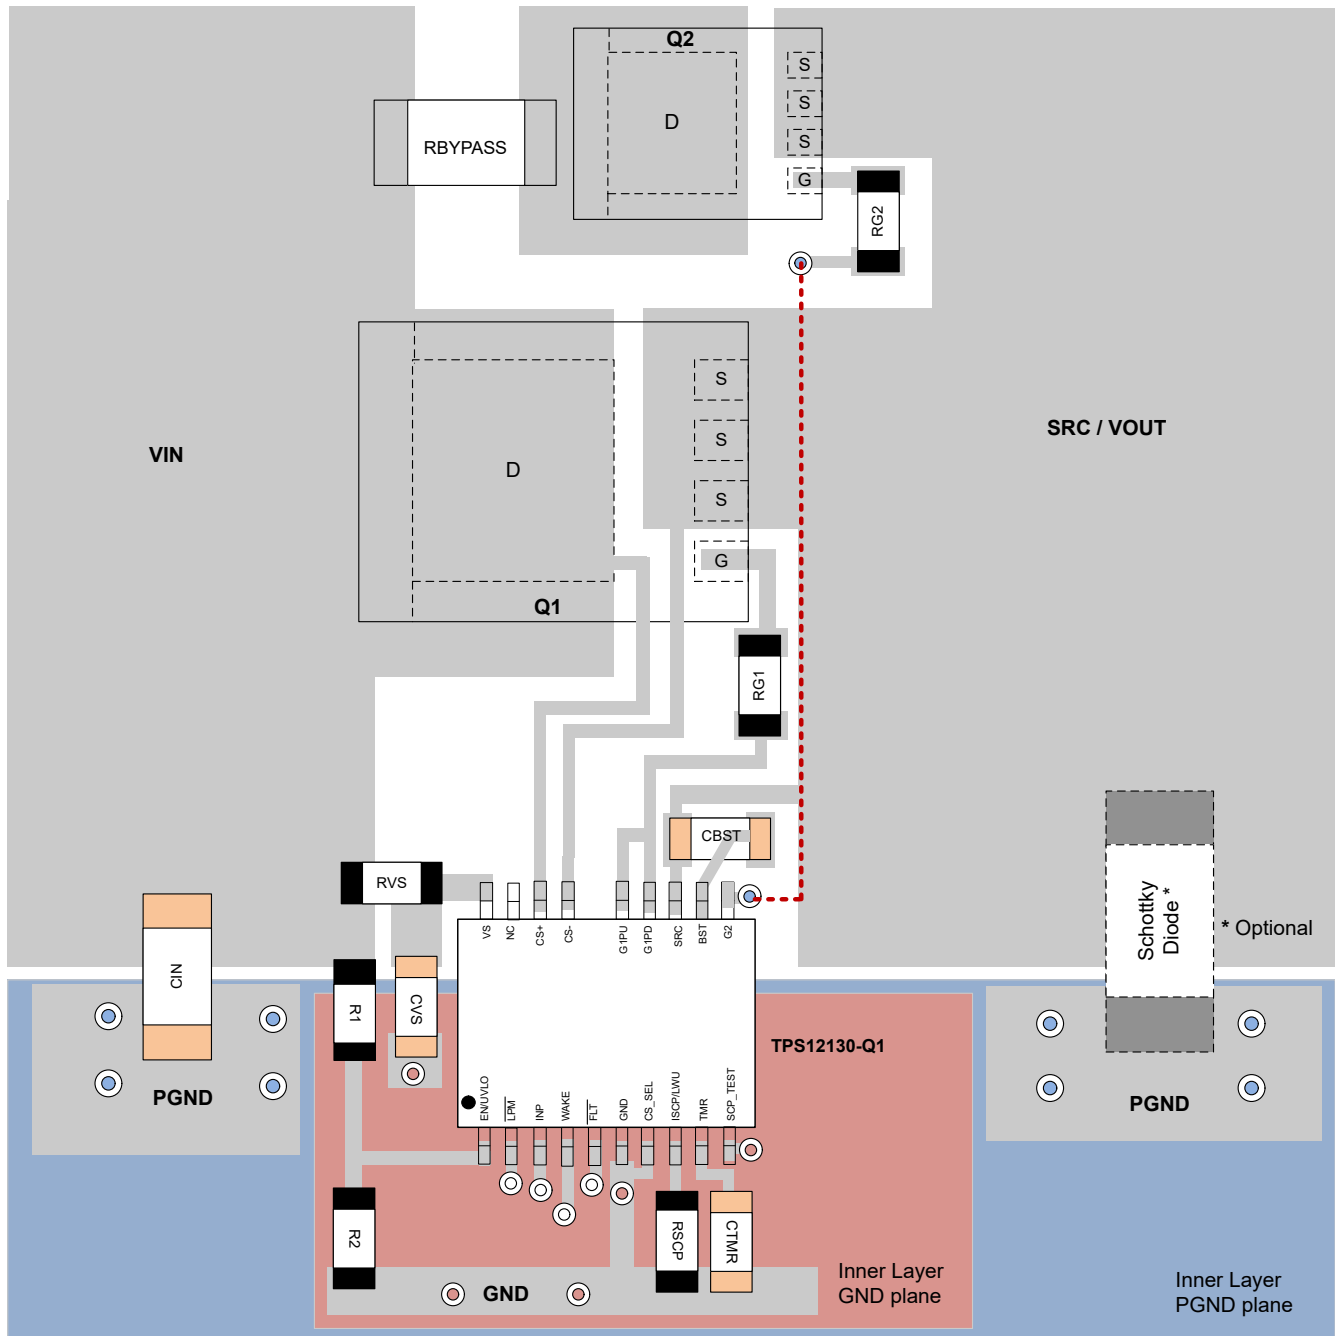 Q2
S
S
D
S
RBYPASS
G
RG2
S
S
SRC / VOUT
VIN
D
S
G
Q1
RG1
CBST
RVS
Schottky
Diode *
* Optional
VS
NC
CS+
CS-
G1PU
G1PD
SRC
BST
G2
CIN
R1
CVS
TPS12130-Q1
PGND
EN/UVLO
LPM
INP
WAKE
FLT
GND
CS_SEL
ISCP/LWU
TMR
SCP_TEST
PGND
R2
RSCP
CTMR
Inner Layer
GND plane
GND
Inner Layer
PGND plane